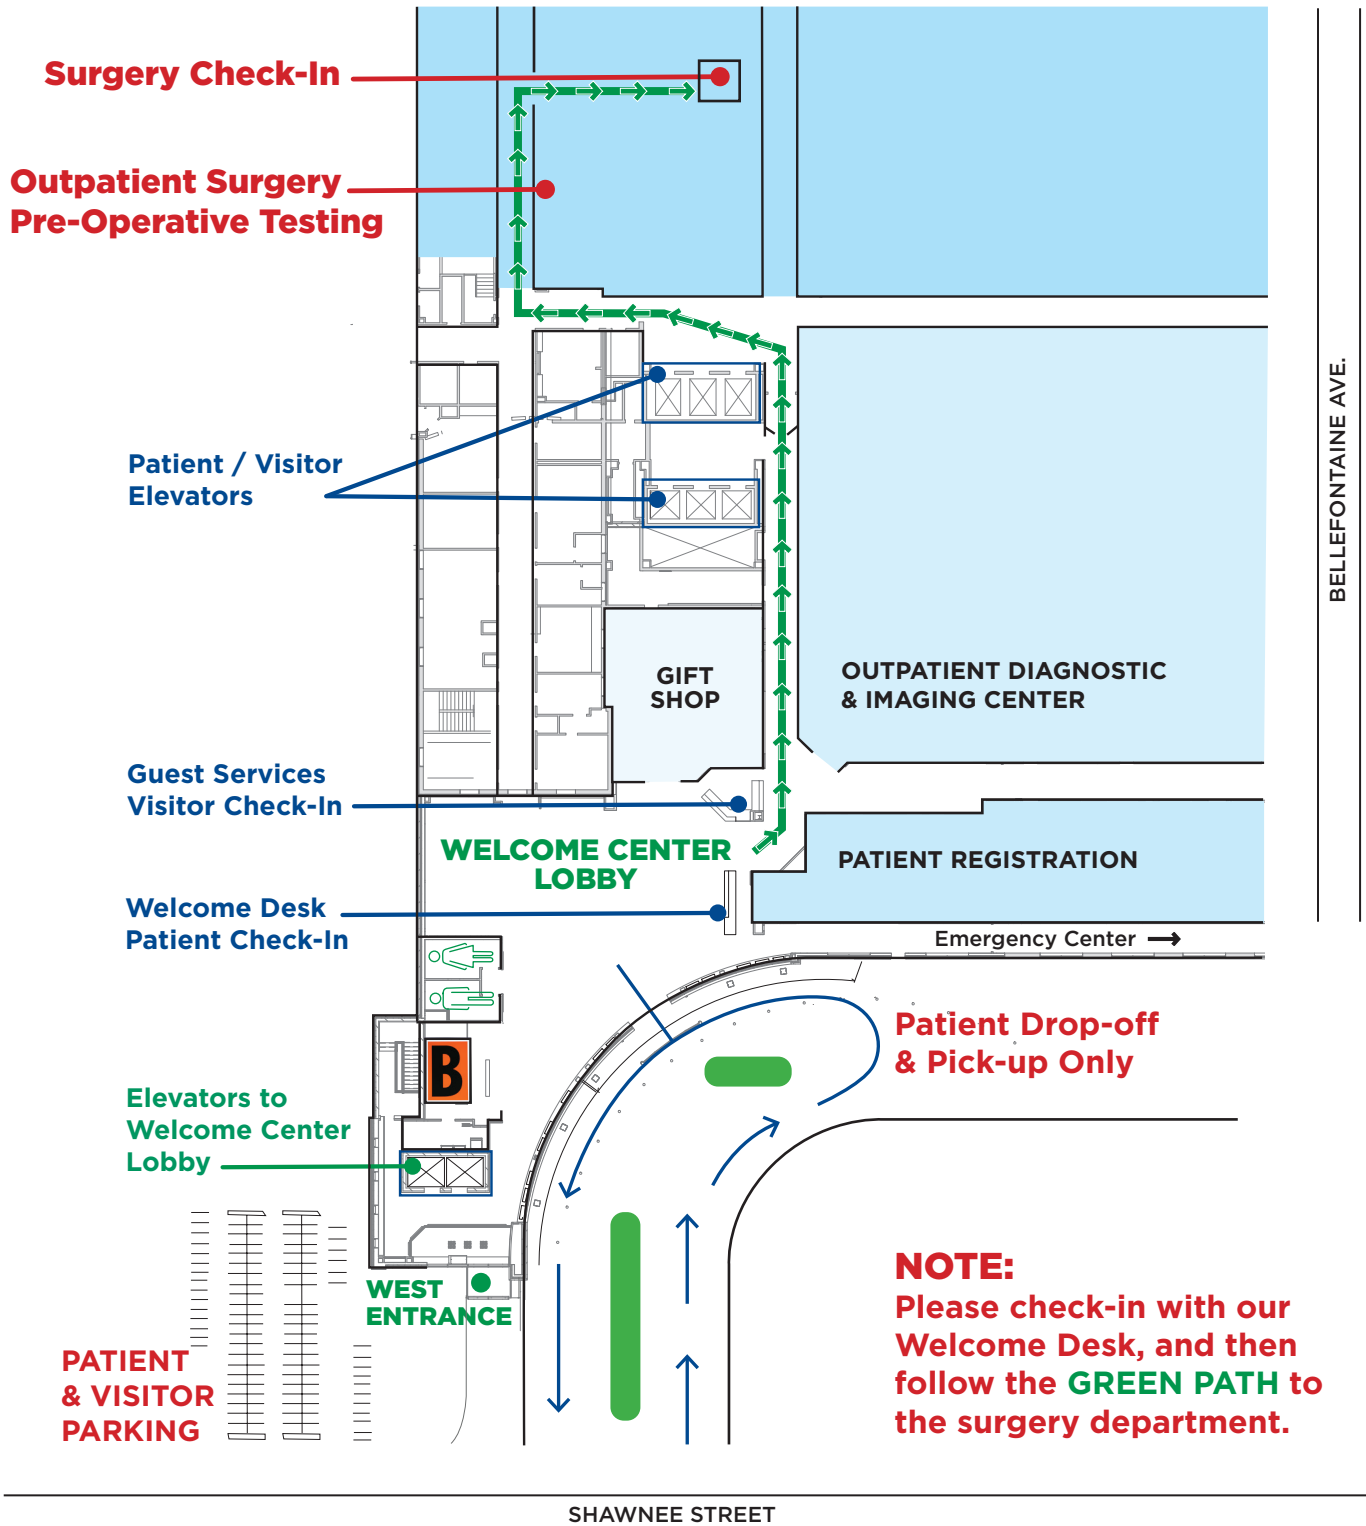 Surgery Check-In
Outpatient Surgery
Pre-Operative Testing
BELLEFONTAINE AVE.
Patient / Visitor
Elevators
GIFT
SHOP
OUTPATIENT DIAGNOSTIC
& IMAGING CENTER
Guest Services
Visitor Check-In
WELCOME CENTER
LOBBY
PATIENT REGISTRATION
Welcome Desk
Patient Check-In
Emergency Center →
Patient Drop-off
& Pick-up Only
B
Elevators to
Welcome Center
Lobby
WEST
ENTRANCE
PATIENT
& VISITOR
PARKING
NOTE:
Please check-in with our
Welcome Desk, and then
follow the GREEN PATH to
the surgery department.
SHAWNEE STREET